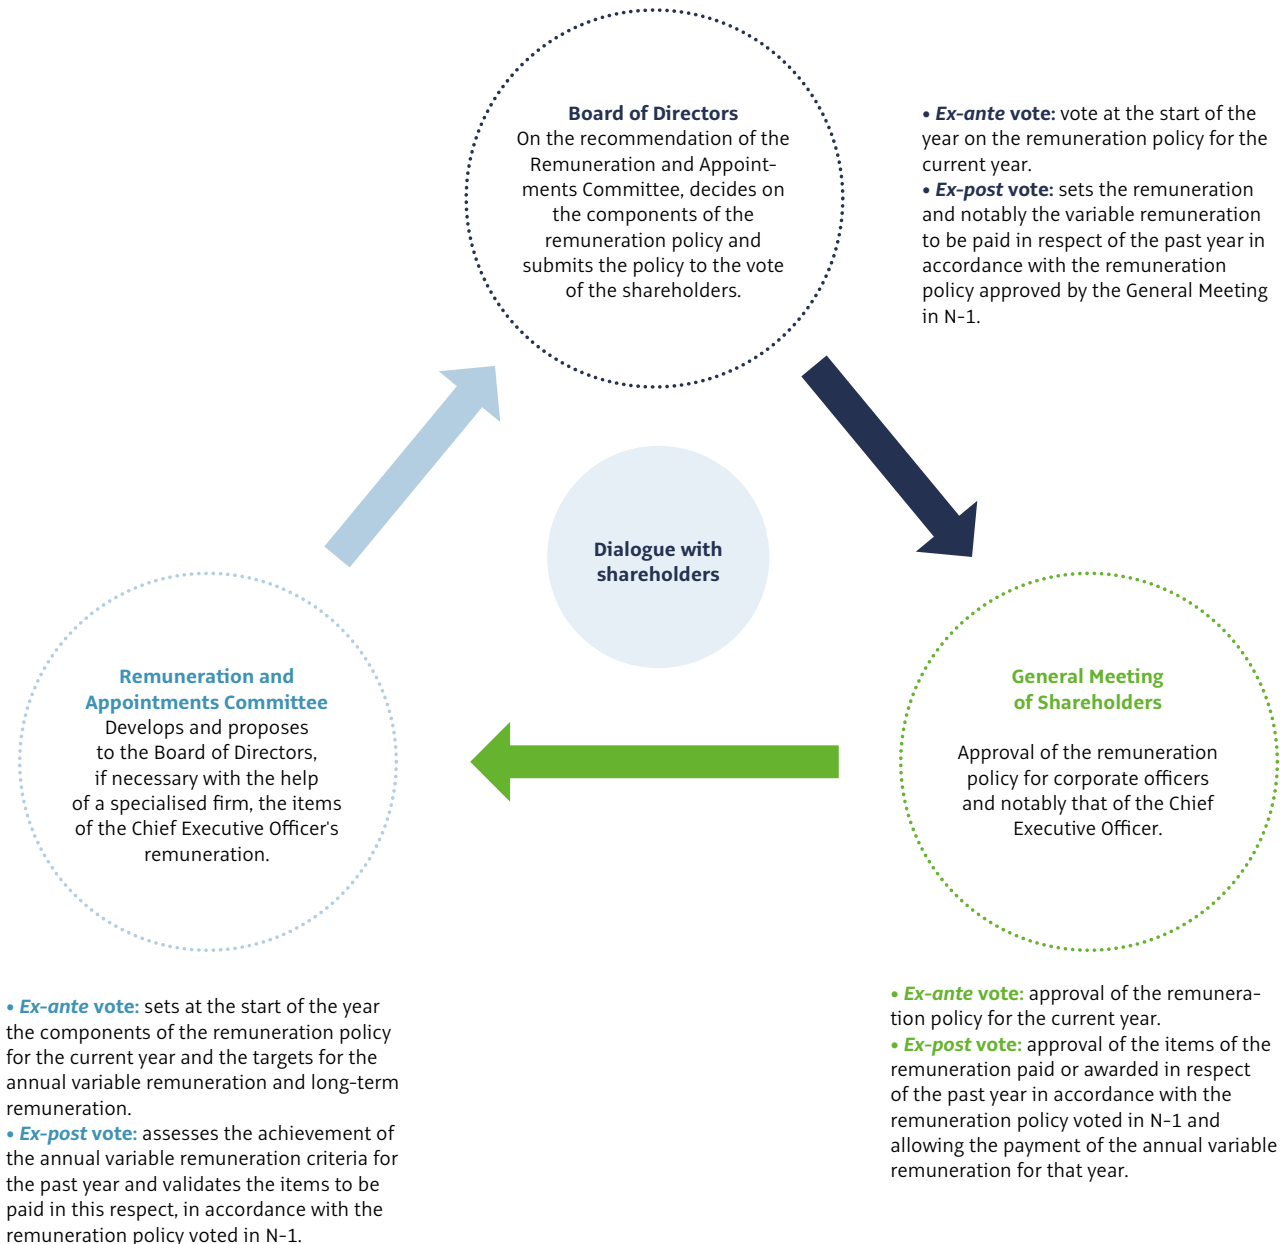 Board of Directors
On the recommendation of the
Remuneration and Appoint-
ments Committee, decides on
the components of the
remuneration policy and
submits the policy to the vote
of the shareholders.
• Ex-ante vote: vote at the start of the
year on the remuneration policy for the
current year.
• Ex-post vote: sets the remuneration
and notably the variable remuneration
to be paid in respect of the past year in
accordance with the remuneration
policy approved by the General Meeting
in N-1.
Dialogue with
shareholders
Remuneration and
Appointments Committee
Develops and proposes
to the Board of Directors,
if necessary with the help
of a specialised firm, the items
of the Chief Executive Officer's
remuneration.
General Meeting
of Shareholders
Approval of the remuneration
policy for corporate officers
and notably that of the Chief
Executive Officer.
• Ex-ante vote: sets at the start of the year
the components of the remuneration policy
for the current year and the targets for the
annual variable remuneration and long-term
remuneration.
• Ex-post vote: assesses the achievement of
the annual variable remuneration criteria for
the past year and validates the items to be
paid in this respect, in accordance with the
remuneration policy voted in N-1.
• Ex-ante vote: approval of the remunera-
tion policy for the current year.
• Ex-post vote: approval of the items of the
remuneration paid or awarded in respect
of the past year in accordance with the
remuneration policy voted in N-1 and
allowing the payment of the annual variable
remuneration for that year.